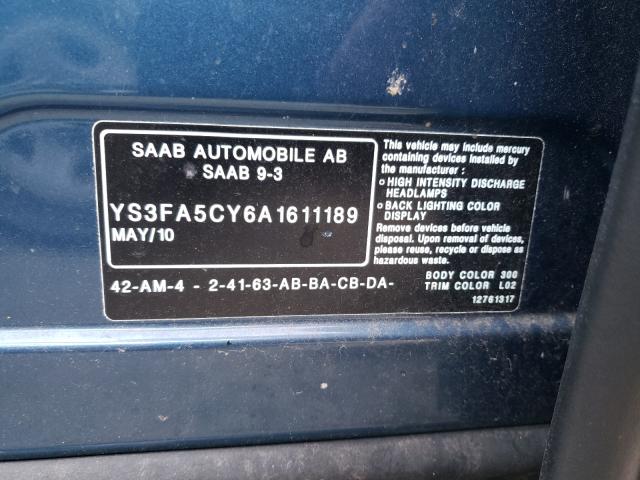 SAAB AUTOMOBILE AB
SAAB 9-3
YS3FA5CY6A1611189
MAY/10
42-AM-4 - 2-41-63-AB-BA-CB-DA-
This vehicle may include mercury
containing devices installed by
the manufacturer :
o HIGH INTENSITY DISCHARGE
HEADLAMPS
o BACK LIGHTING COLOR
DISPLAY
Remove devices before vehicle
disposal. Upon removal of devices,
please reuse, recycle or dispose as
hazardous waste.
BODY COLOR 300
TRIM COLOR L02
12761317